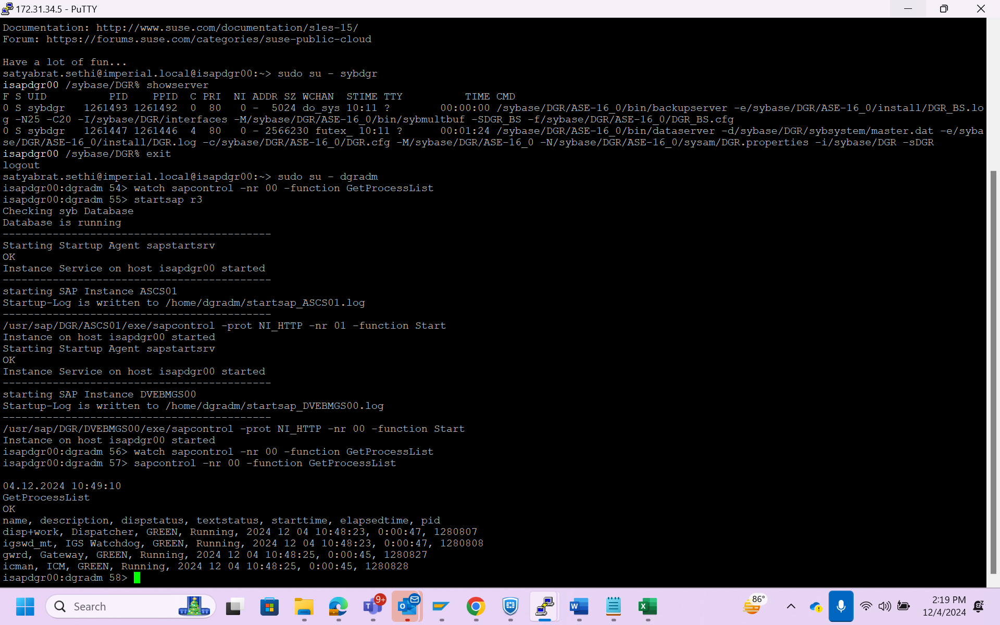 172.31.34.5 - PuTTY
Documentation: http://www.suse.com/documentation/sles-15/
Forum: https://forums.suse.com/categories/suse-public-cloud
Have a lot of fun...
satyabrat.sethi@imperial.local@isapdgr00:~> sudo su - sybdgr
isapdgr00 /sybase/DGR% showserver
F S UID          PID    PPID  C PRI  NI ADDR SZ WCHAN  STIME TTY          TIME CMD
0 S sybdgr   1261493 1261492  0  80   0 -  5024 do_sys 10:11 ?        00:00:00 /sybase/DGR/ASE-16_0/bin/backupserver -e/sybase/DGR/ASE-16_0/install/DGR_BS.lo
g -N25 -C20 -I/sybase/DGR/interfaces -M/sybase/DGR/ASE-16_0/bin/sybmultbuf -SDGR_BS -f/sybase/DGR/ASE-16_0/DGR_BS.cfg
0 S sybdgr   1261447 1261446  4  80   0 - 2566230 futex_ 10:11 ?      00:01:24 /sybase/DGR/ASE-16_0/bin/dataserver -d/sybase/DGR/sybsystem/master.dat -e/syba
se/DGR/ASE-16_0/install/DGR.log -c/sybase/DGR/ASE-16_0/DGR.cfg -M/sybase/DGR/ASE-16_0 -N/sybase/DGR/ASE-16_0/sysam/DGR.properties -i/sybase/DGR -sDGR
isapdgr00 /sybase/DGR% exit
logout
satyabrat.sethi@imperial.local@isapdgr00:~> sudo su - dgradm
isapdgr00:dgradm 54> watch sapcontrol -nr 00 -function GetProcessList
isapdgr00:dgradm 55> startsap r3
Checking syb Database
Database is running
-------------------------------------------
Starting Startup Agent sapstartsrv
OK
Instance Service on host isapdgr00 started
-------------------------------------------
starting SAP Instance ASCS01
Startup-Log is written to /home/dgradm/startsap_ASCS01.log
-------------------------------------------
/usr/sap/DGR/ASCS01/exe/sapcontrol -prot NI_HTTP -nr 01 -function Start
Instance on host isapdgr00 started
Starting Startup Agent sapstartsrv
OK
Instance Service on host isapdgr00 started
-------------------------------------------
starting SAP Instance DVEBMGS00
Startup-Log is written to /home/dgradm/startsap_DVEBMGS00.log
-------------------------------------------
/usr/sap/DGR/DVEBMGS00/exe/sapcontrol -prot NI_HTTP -nr 00 -function Start
Instance on host isapdgr00 started
isapdgr00:dgradm 56> watch sapcontrol -nr 00 -function GetProcessList
isapdgr00:dgradm 57> sapcontrol -nr 00 -function GetProcessList
04.12.2024 10:49:10
GetProcessList
OK
name, description, dispstatus, textstatus, starttime, elapsedtime, pid
disp+work, Dispatcher, GREEN, Running, 2024 12 04 10:48:23, 0:00:47, 1280807
igswd_mt, IGS Watchdog, GREEN, Running, 2024 12 04 10:48:23, 0:00:47, 1280808
gwrd, Gateway, GREEN, Running, 2024 12 04 10:48:25, 0:00:45, 1280827
icman, ICM, GREEN, Running, 2024 12 04 10:48:25, 0:00:45, 1280828
isapdgr00:dgradm 58>
Search
9+
86°
2:19 PM
12/4/2024